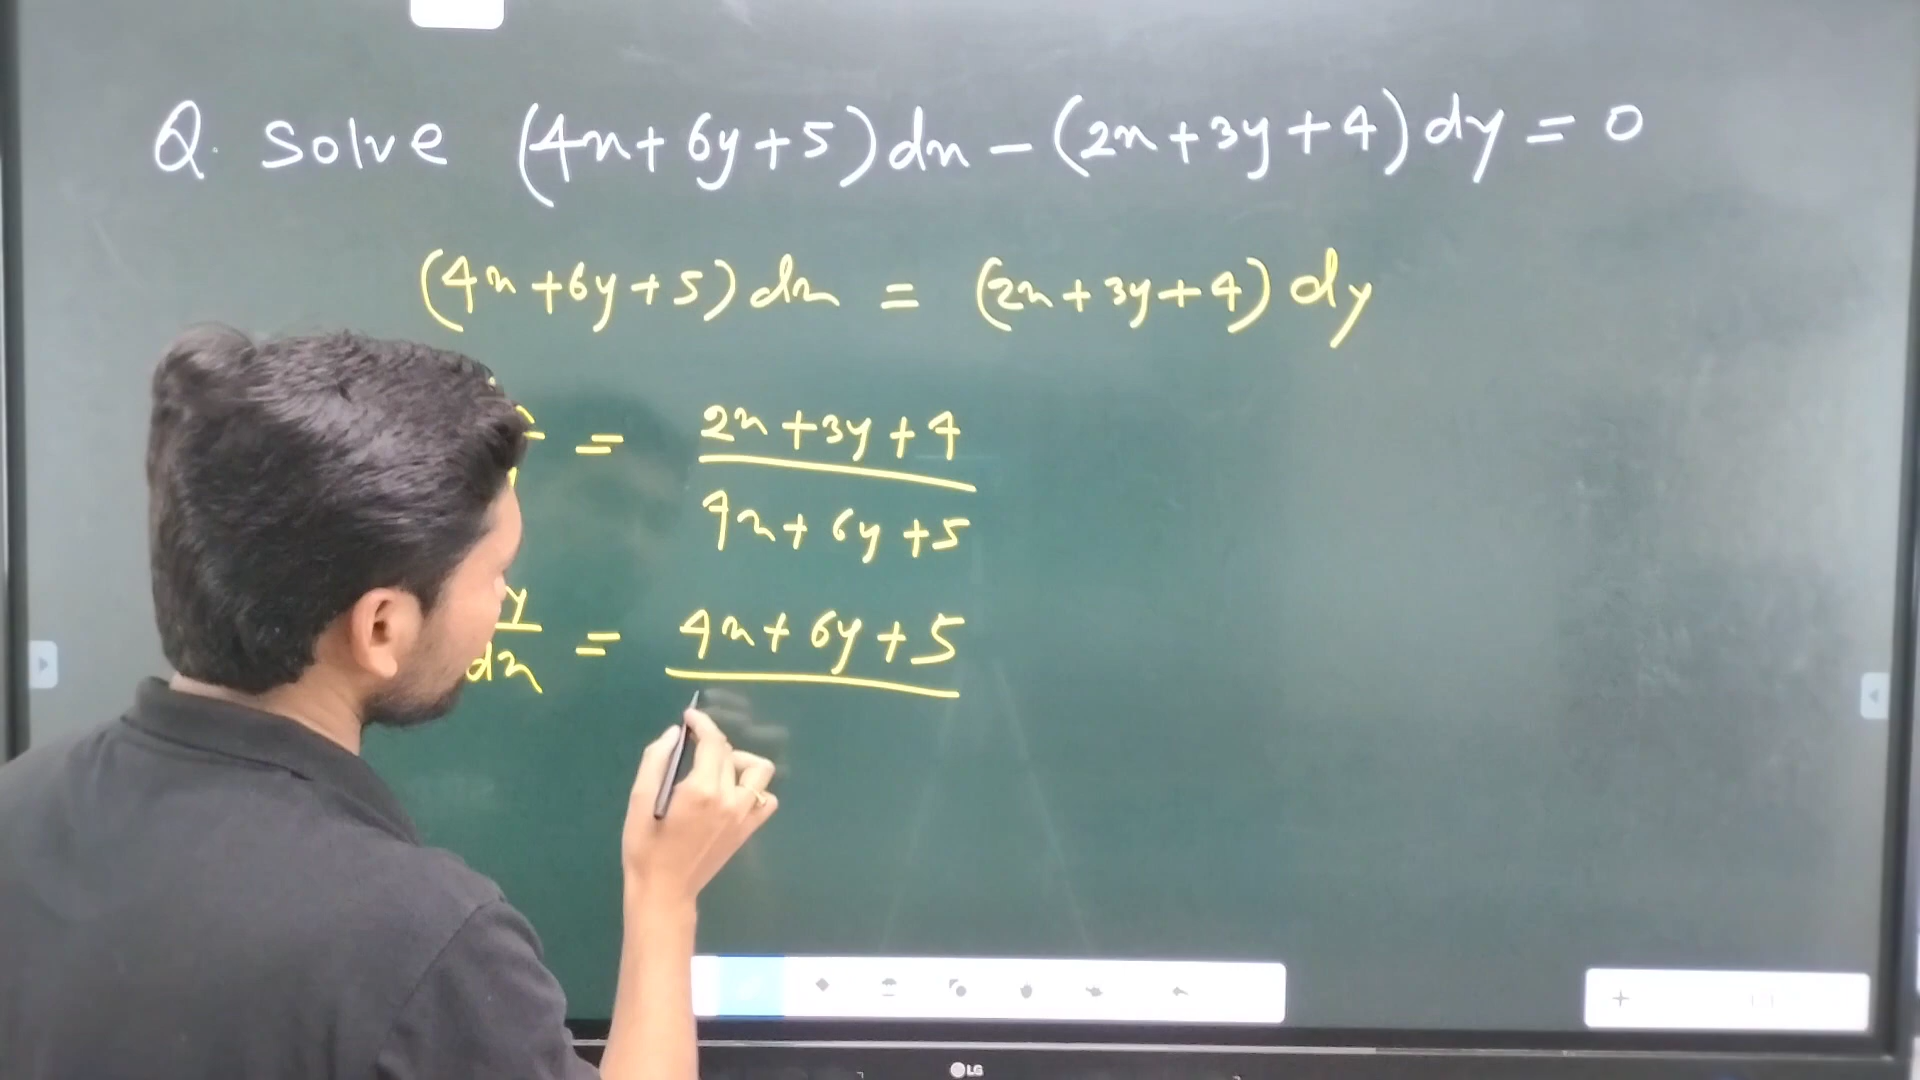 Q. Solve (4x+6y+5)dx-(2x+3y+4)dy=0
(4x+6y+5)dx = (2x+3y+4)dy
= 2x+3y+4
4x+6y+5
y = 4x+6y+5
dx
LG